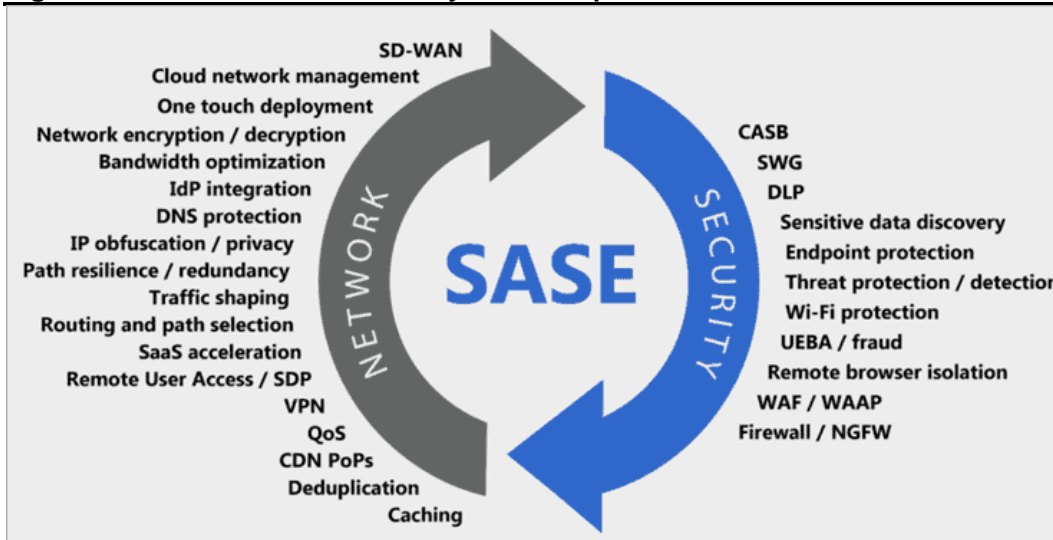 SD-WAN
Cloud network management
One touch deployment
Network encryption / decryption
Bandwidth optimization
IdP integration
DNS protection
IP obfuscation / privacy
Path resilience / redundancy
Traffic shaping
Routing and path selection
SaaS acceleration
Remote User Access / SDP
VPN
QoS
CDN PoPs
Deduplication
Caching
NETWORK
SASE
SECURITY
CASB
SWG
DLP
Sensitive data discovery
Endpoint protection
Threat protection / detection
Wi-Fi protection
UEBA / fraud
Remote browser isolation
WAF / WAAP
Firewall / NGFW